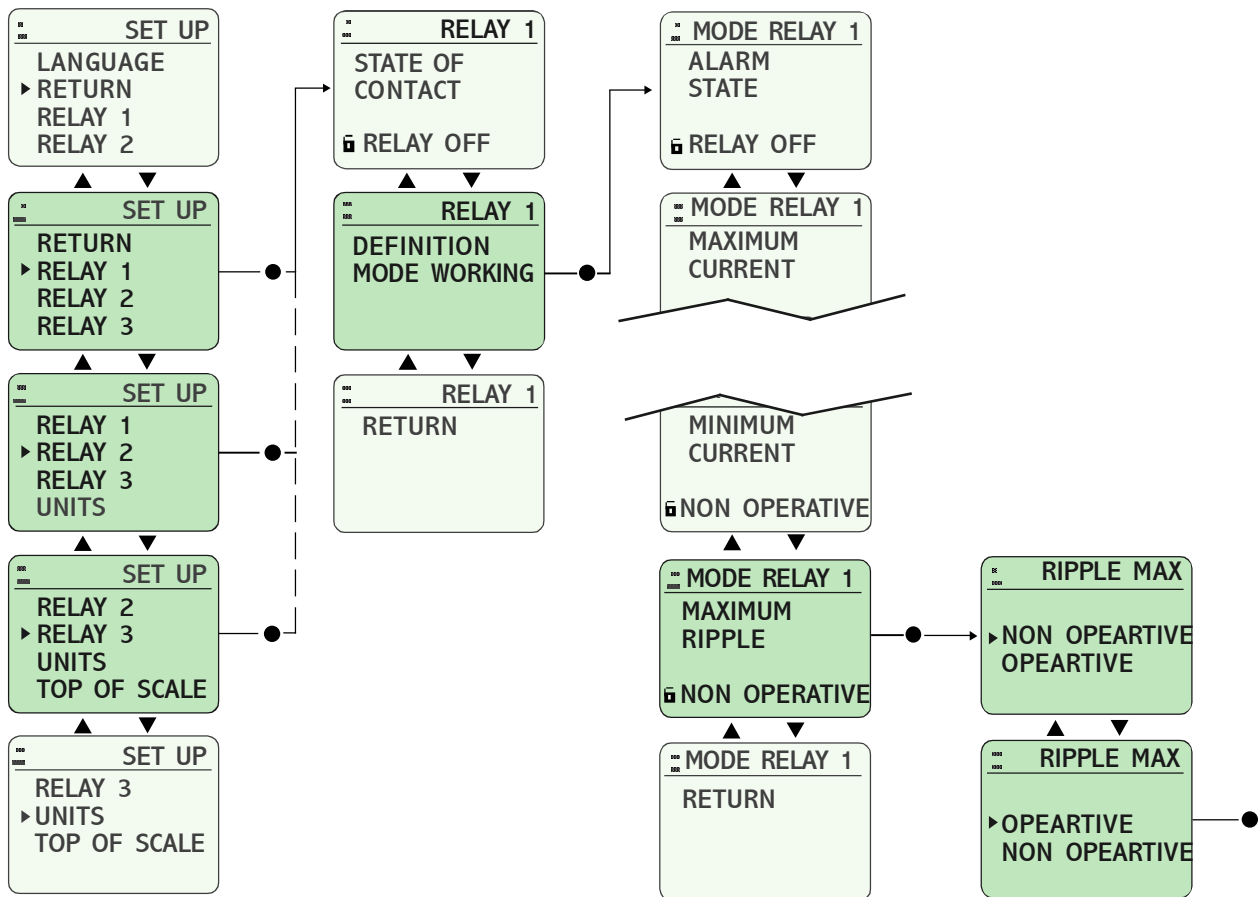 SET UP
LANGUAGE
RETURN
RELAY 1
RELAY 2
SET UP
RETURN
RELAY 1
RELAY 2
RELAY 3
SET UP
RELAY 1
RELAY 2
RELAY 3
UNITS
SET UP
RELAY 2
RELAY 3
UNITS
TOP OF SCALE
SET UP
RELAY 3
UNITS
TOP OF SCALE
RELAY 1
STATE OF
CONTACT
RELAY OFF
RELAY 1
DEFINITION
MODE WORKING
RELAY 1
RETURN
MODE RELAY 1
ALARM
STATE
RELAY OFF
MODE RELAY 1
MAXIMUM
CURRENT
MINIMUM
CURRENT
NON OPERATIVE
MODE RELAY 1
MAXIMUM
RIPPLE
NON OPERATIVE
MODE RELAY 1
RETURN
RIPPLE MAX
NON OPEARTIVE
OPEARTIVE
RIPPLE MAX
OPEARTIVE
NON OPEARTIVE